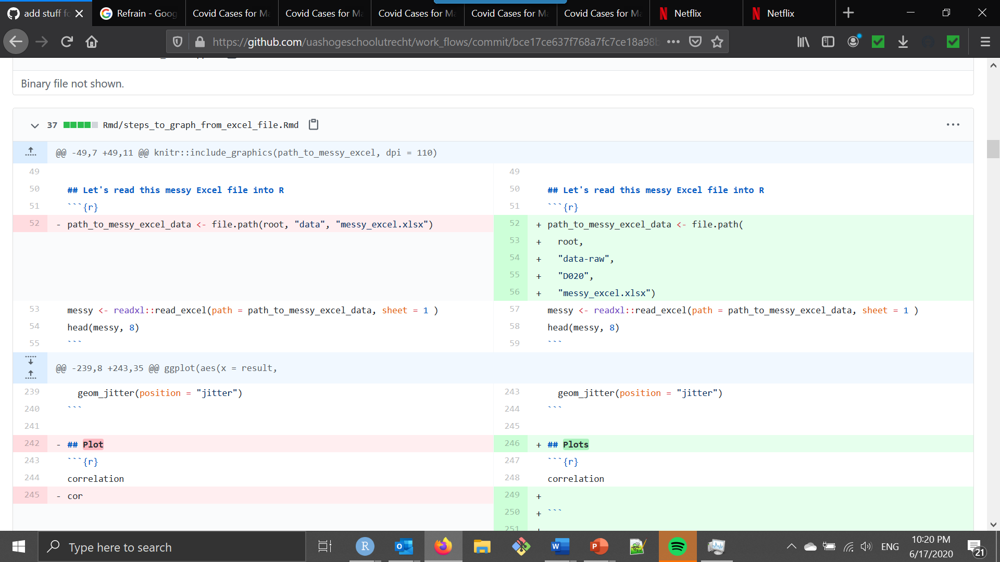 add stuff fo
Refrain - Goog
Covid Cases for Ma
Covid Cases for Ma
Covid Cases for Ma
Covid Cases for Ma
Covid Cases for Ma
Netflix
Netflix
https://github.com/uashogeschoolutrecht/work_flows/commit/bce17ce637f768a7fc7ce18a98b
Binary file not shown.
37 Rmd/steps_to_graph_from_excel_file.Rmd
@@ -49,7 +49,11 @@ knitr::include_graphics(path_to_messy_excel, dpi = 110)
49 49
50 ## Let's read this messy Excel file into R 50 ## Let's read this messy Excel file into R
51 ```{r} 51 ```{r}
52 - path_to_messy_excel_data <- file.path(root, "data", "messy_excel.xlsx") 52 + path_to_messy_excel_data <- file.path(
53 + root,
54 + "data-raw",
55 + "D020",
56 + "messy_excel.xlsx")
53 messy <- readxl::read_excel(path = path_to_messy_excel_data, sheet = 1 ) 57 messy <- readxl::read_excel(path = path_to_messy_excel_data, sheet = 1 )
54 head(messy, 8) 58 head(messy, 8)
55 ``` 59 ```
@@ -239,8 +243,35 @@ ggplot(aes(x = result,
239 geom_jitter(position = "jitter") 243 geom_jitter(position = "jitter")
240 ``` 244 ```
241 245
242 - ## Plot 246 + ## Plots
243 ```{r} 247 ```{r}
244 correlation 248 correlation
245 - cor 249 +
250 + ```
251 +
Type here to search
ENG
10:20 PM
6/17/2020
21